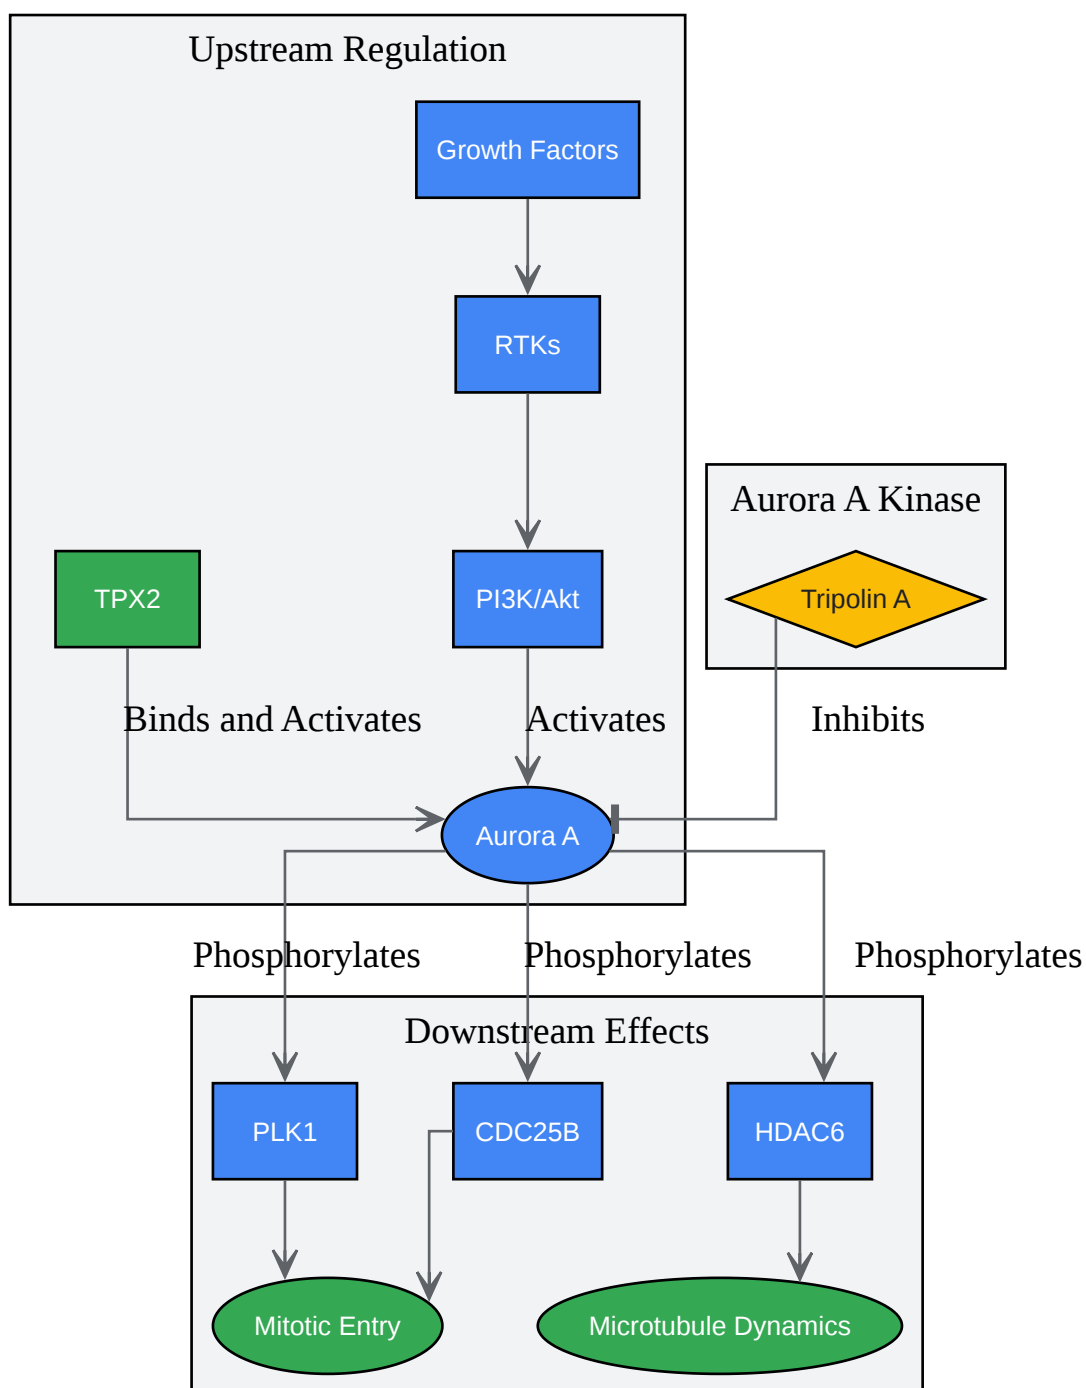 Upstream Regulation
Growth Factors
RTKs
Aurora A Kinase
TPX2
PI3K/Akt
Tripolin A
Binds and Activates
Activates
Inhibits
Aurora A
Phosphorylates
Phosphorylates
Phosphorylates
Downstream Effects
PLK1
CDC25B
HDAC6
Mitotic Entry
Microtubule Dynamics